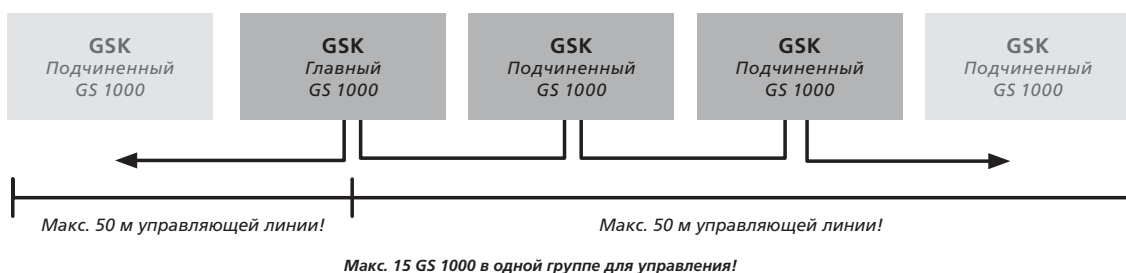 GSK
Подчиненный
GS 1000
GSK
Главный
GS 1000
GSK
Подчиненный
GS 1000
GSK
Подчиненный
GS 1000
GSK
Подчиненный
GS 1000
Макс. 50 м управляющей линии!
Макс. 50 м управляющей линии!
Макс. 15 GS 1000 в одной группе для управления!